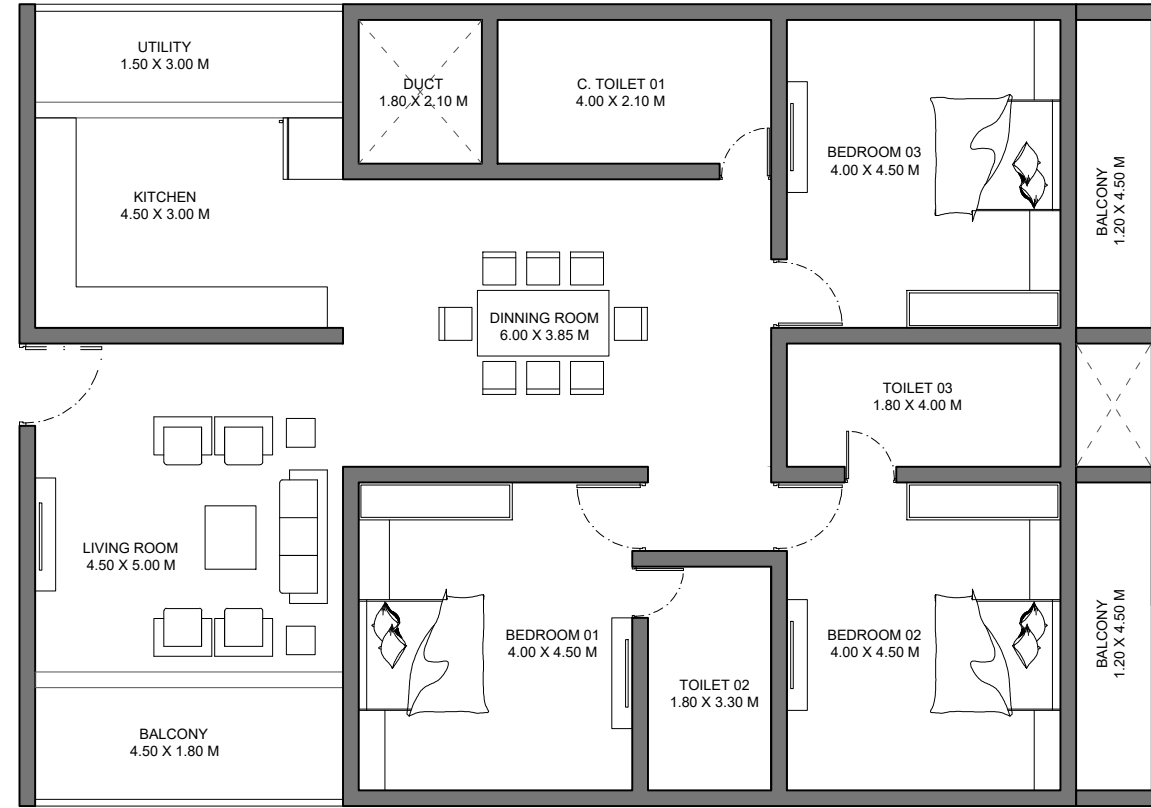 UTILITY
1.50 X 3.00 M
DUCT
1.80 X 2.10 M
C. TOILET 01
4.00 X 2.10 M
BEDROOM 03
4.00 X 4.50 M
BALCONY
1.20 X 4.50 M
KITCHEN
4.50 X 3.00 M
DINNING ROOM
6.00 X 3.85 M
TOILET 03
1.80 X 4.00 M
LIVING ROOM
4.50 X 5.00 M
BEDROOM 01
4.00 X 4.50 M
TOILET 02
1.80 X 3.30 M
BEDROOM 02
4.00 X 4.50 M
BALCONY
1.20 X 4.50 M
BALCONY
4.50 X 1.80 M